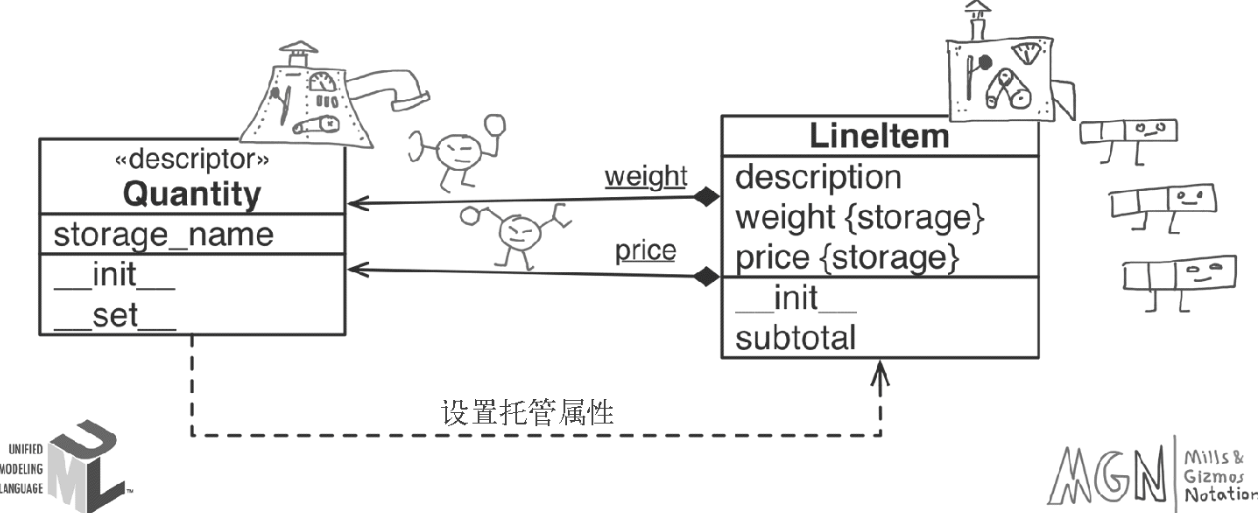 «descriptor»
Quantity
storage_name
__init__
__set__
weight
price
LineItem
description
weight {storage}
price {storage}
__init__
subtotal
设置托管属性
UNIFIED
MODELING
LANGUAGE
UML
TM
MGN
Mills &
Gizmos
Notation